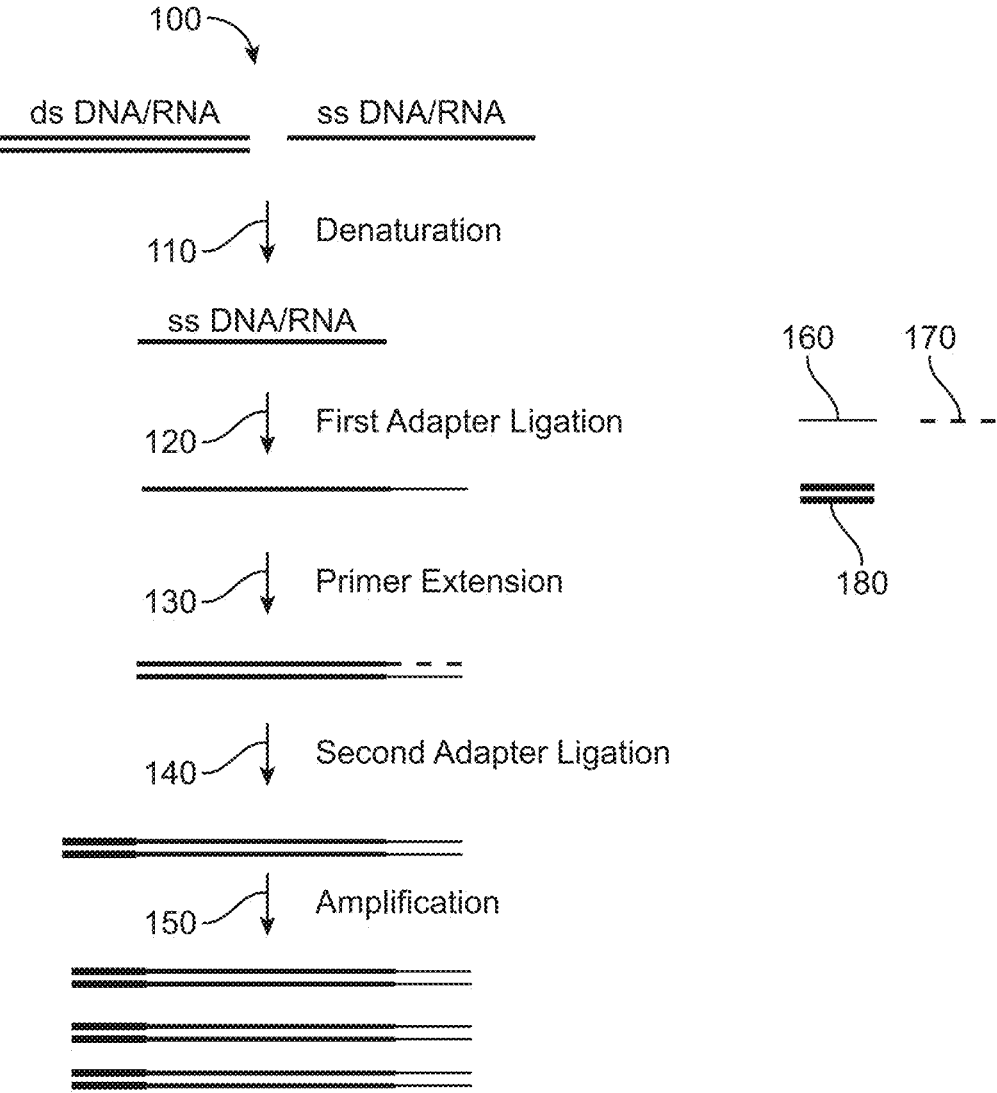 100
ds DNA/RNA ss DNA/RNA
110 Denaturation
ss DNA/RNA
160 170
120 First Adapter Ligation
130 Primer Extension
180
140 Second Adapter Ligation
150 Amplification